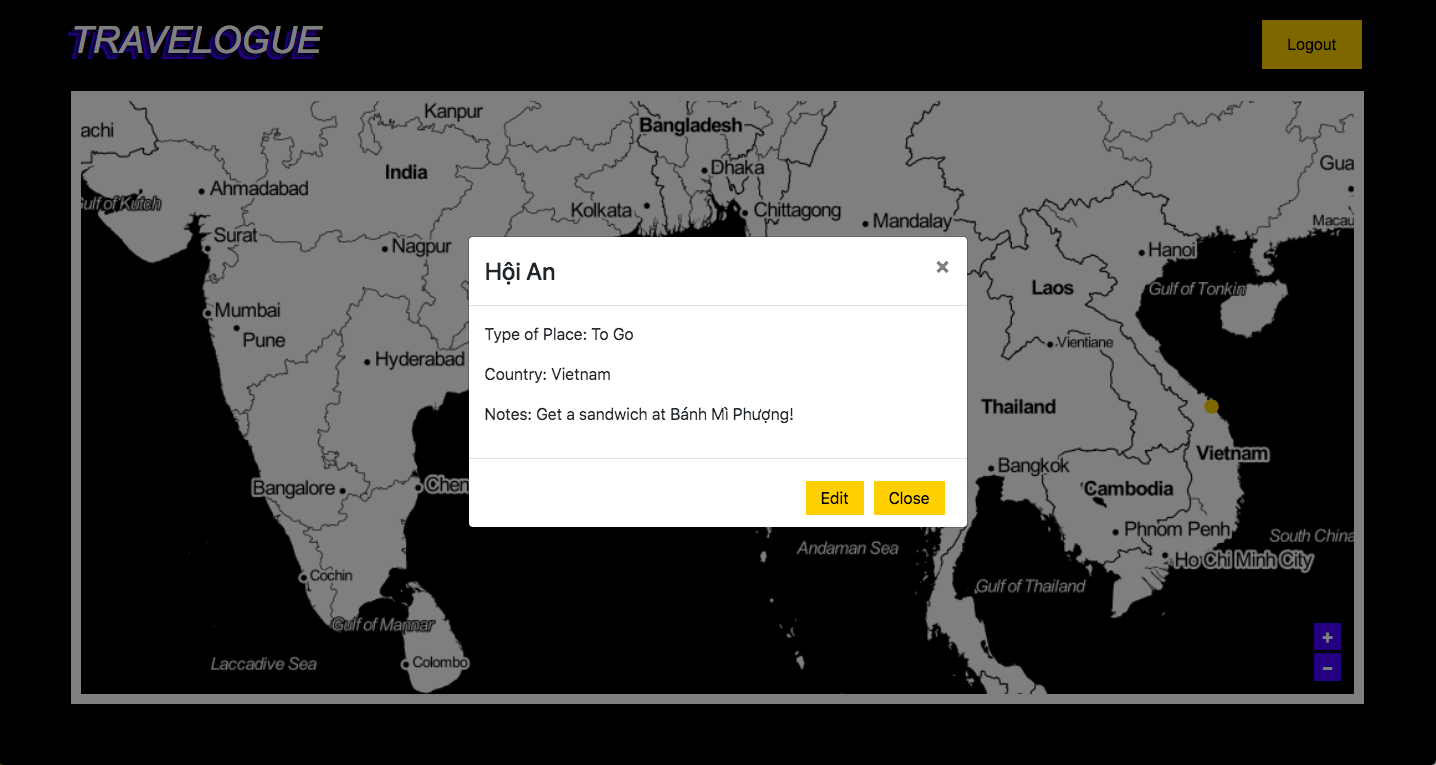 TRAVELOGUE
Logout
Kanpur
achi
Bangladesh
India
Dhaka
Gua
Ahmadabad
Gulf of Kutch
Kolkata
Chittagong
Mandalay
Macau
Surat
Nagpur
Hanoi
Hội An
×
Laos
Gulf of Tonkin
Mumbai
Pune
Type of Place: To Go
Vientiane
Hyderabad
Country: Vietnam
Thailand
Notes: Get a sandwich at Bánh Mì Phượng!
Vietnam
Bangkok
Bangalore
Chen
Cambodia
Edit
Close
Phnom Penh
South China
Andaman Sea
Ho Chi Minh City
Cochin
Gulf of Thailand
Gulf of Mannar
+
Laccadive Sea
Colombo
−